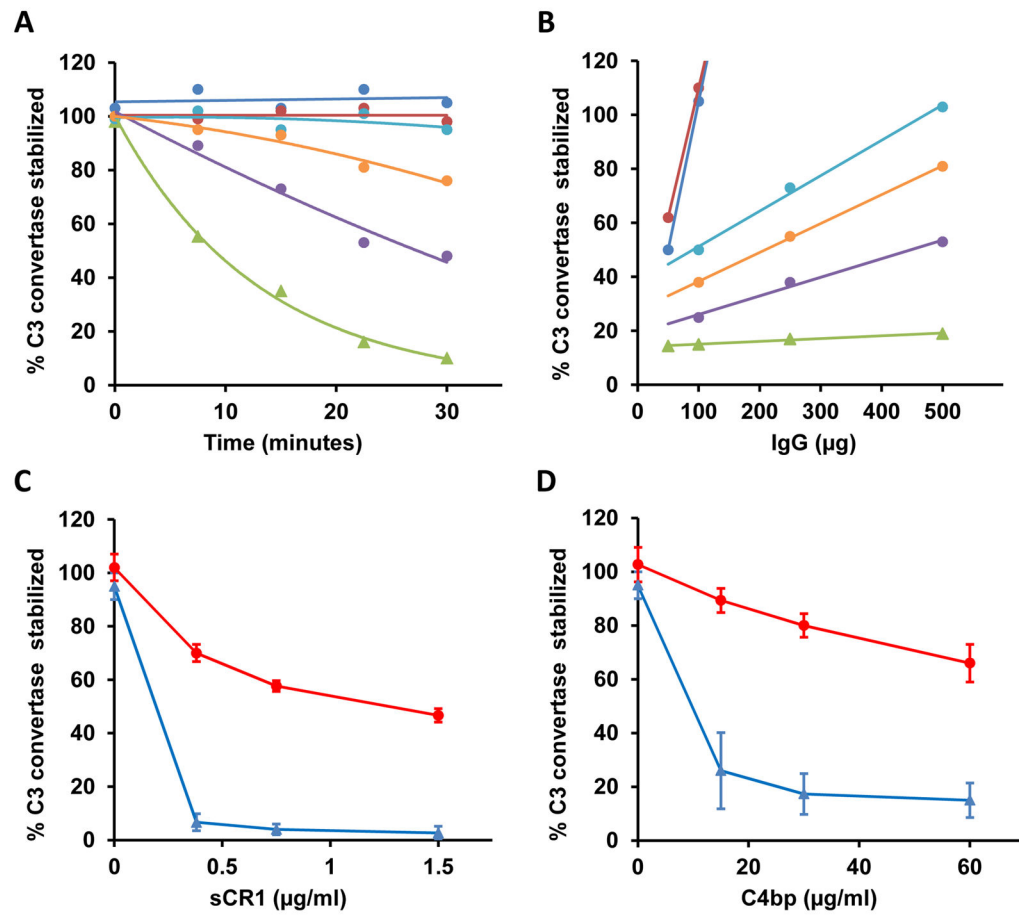 A
120
100
80
60
40
20
0
% C3 convertase stabilized
0 10 20 30
Time (minutes)
B
120
100
80
60
40
20
0
% C3 convertase stabilized
0 100 200 300 400 500
IgG (µg)
C
120
100
80
60
40
20
0
% C3 convertase stabilized
0 0.5 1 1.5
sCR1 (µg/ml)
D
120
100
80
60
40
20
0
% C3 convertase stabilized
0 20 40 60
C4bp (µg/ml)